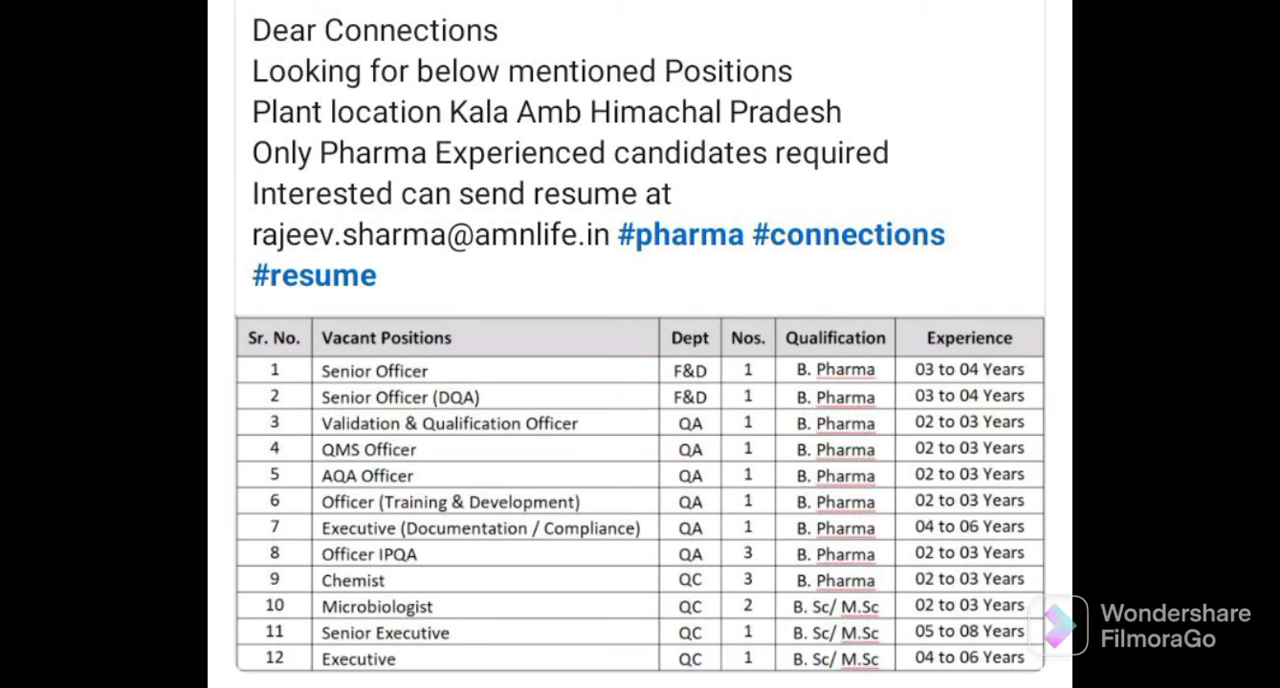 Dear Connections
Looking for below mentioned Positions
Plant location Kala Amb Himachal Pradesh
Only Pharma Experienced candidates required
Interested can send resume at
rajeev.sharma@amnlife.in #pharma #connections
#resume
Sr. No. Vacant Positions Dept Nos. Qualification Experience
1 Senior Officer F&D 1 B. Pharma 03 to 04 Years
2 Senior Officer (DQA) F&D 1 B. Pharma 03 to 04 Years
3 Validation & Qualification Officer QA 1 B. Pharma 02 to 03 Years
4 QMS Officer QA 1 B. Pharma 02 to 03 Years
5 AQA Officer QA 1 B. Pharma 02 to 03 Years
6 Officer (Training & Development) QA 1 B. Pharma 02 to 03 Years
7 Executive (Documentation / Compliance) QA 1 B. Pharma 04 to 06 Years
8 Officer IPQA QA 3 B. Pharma 02 to 03 Years
9 Chemist QC 3 B. Pharma 02 to 03 Years
10 Microbiologist QC 2 B. Sc/ M.Sc 02 to 03 Years
11 Senior Executive QC 1 B. Sc/ M.Sc 05 to 08 Years
12 Executive QC 1 B. Sc/ M.Sc 04 to 06 Years
Wondershare
FilmoraGo